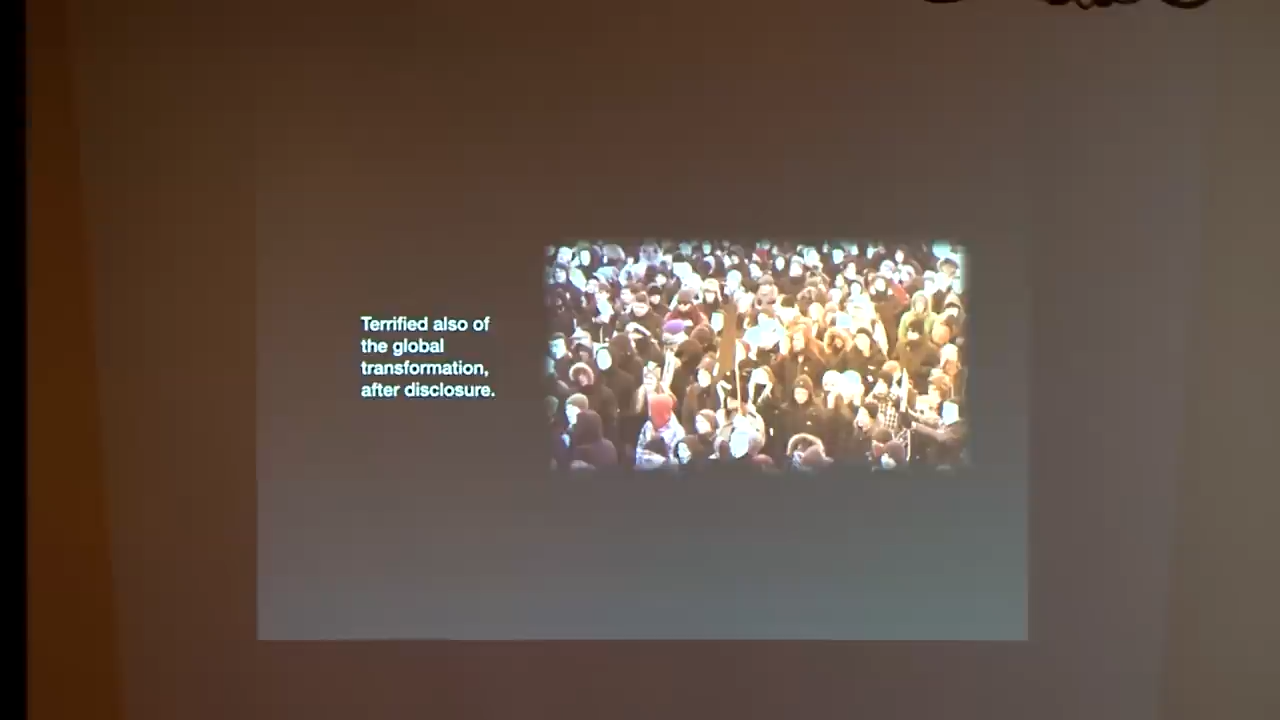 Terrified also of
the global
transformation,
after disclosure.